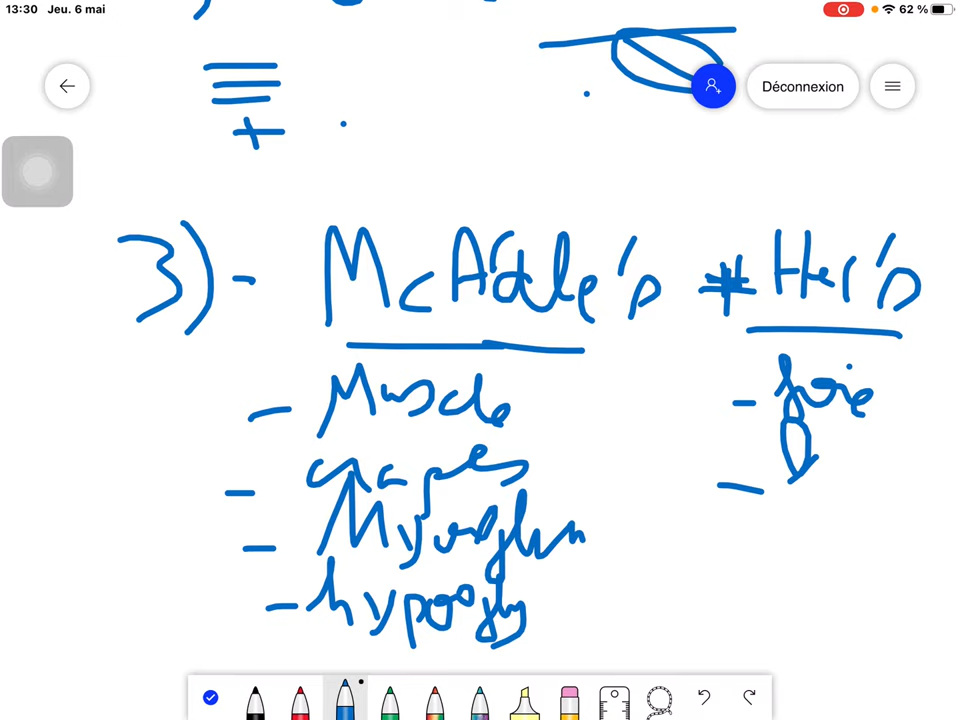 13:30 Jeu. 6 mai 62 %
Déconnexion
+
3) - McArdle's ≠ Her's
- Muscle - foie
- crampes -
- Myoglobin
- hypogly